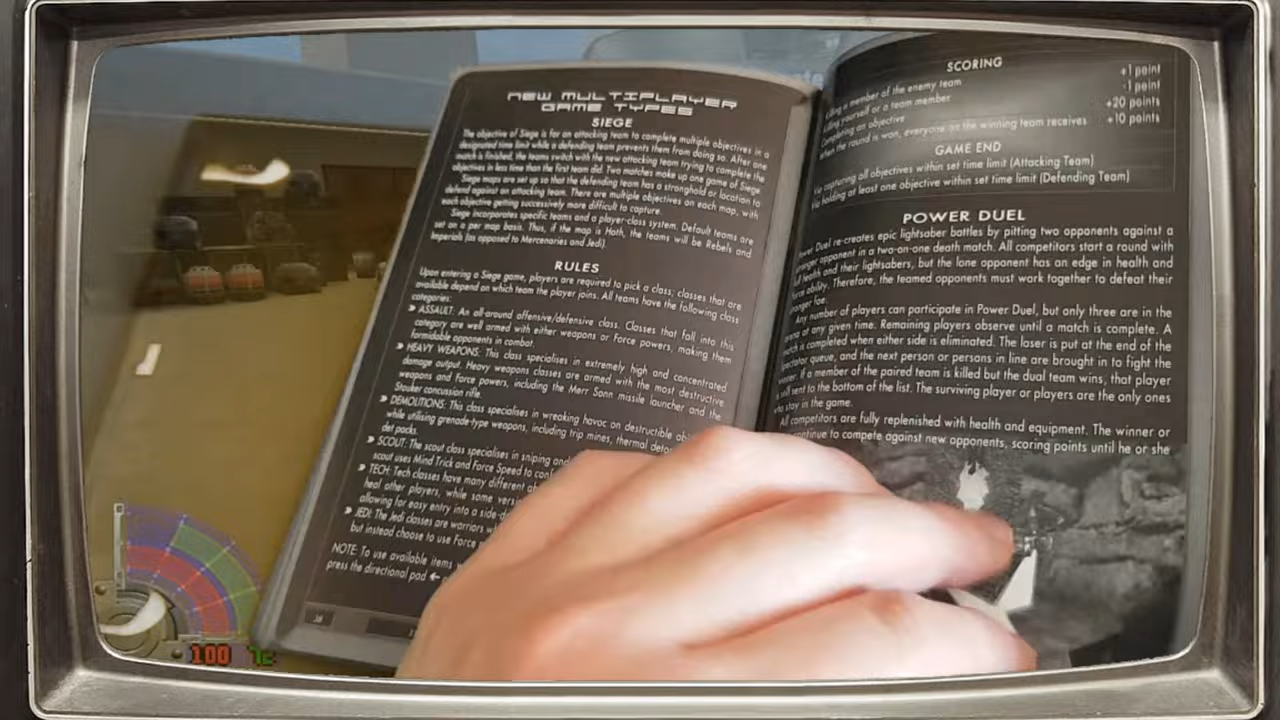 NEW MULTIPLAYER
GAME TYPES
SIEGE
The objective of Siege is for an attacking team to complete multiple objectives in a
designated time limit while a defending team prevents them from doing so. After one
match is finished, the teams switch with the new attacking team trying to complete the
objectives in less time than the first team did. Two matches make up one game of Siege
Siege maps are set up so that the defending team has a stronghold or location to
defend against an attacking team. There are multiple objectives on each map, with
each objective getting successively more difficult to capture.
Siege incorporates specific teams and a player-class system. Default teams are
set on a per map basis. Thus, if the map is Hoth, the teams will be Rebels and
Imperials (as opposed to Mercenaries and Jedi).
RULES
Upon entering a Siege game, players are required to pick a class; classes that are
available depend on which team the player joins. All teams have the following class
categories:
» ASSAULT: An all-around offensive/defensive class. Classes that fall into this
category are well armed with either weapons or Force powers, making them
formidable opponents in combat.
» HEAVY WEAPONS: This class specialises in extremely high and concentrated
damage output. Heavy weapons classes are armed with the most destructive
weapons and Force powers, including the Merr Sonn missile launcher and the
Stouker concussion rifle.
» DEMOLITIONS: This class specialises in wreaking havoc on destructible
while utilising grenade-type weapons, including trip mines, thermal
det packs.
» SCOUT: The scout class specialises in sniping and
scout uses Mind Trick and Force Speed to
» TECH: Tech classes have many different
heal other players, while some
allowing for easy entry into a
» JEDI: The Jedi classes are warriors
but instead choose to use Force
NOTE: To use available items
press the directional pad ←
38
SCORING
Killing a member of the enemy team +1 point
Killing yourself or a team member -1 point
Completing an objective +20 points
When the round is won, everyone on the winning team receives +10 points
GAME END
Via capturing all objectives within set time limit (Attacking Team)
Via holding at least one objective within set time limit (Defending Team)
POWER DUEL
Power Duel re-creates epic lightsaber battles by pitting two opponents against a
stronger opponent in a two-on-one death match. All competitors start a round with
full health and their lightsabers, but the lone opponent has an edge in health and
Force ability. Therefore, the teamed opponents must work together to defeat their
stronger foe.
Any number of players can participate in Power Duel, but only three are in the
arena at any given time. Remaining players observe until a match is complete. A
match is completed when either side is eliminated. The laser is put at the end of the
spectator queue, and the next person or persons in line are brought in to fight the
winner. If a member of the paired team is killed but the dual team wins, that player
is still sent to the bottom of the list. The surviving player or players are the only ones
who stay in the game.
All competitors are fully replenished with health and equipment. The winner or
continue to compete against new opponents, scoring points until he or she
100